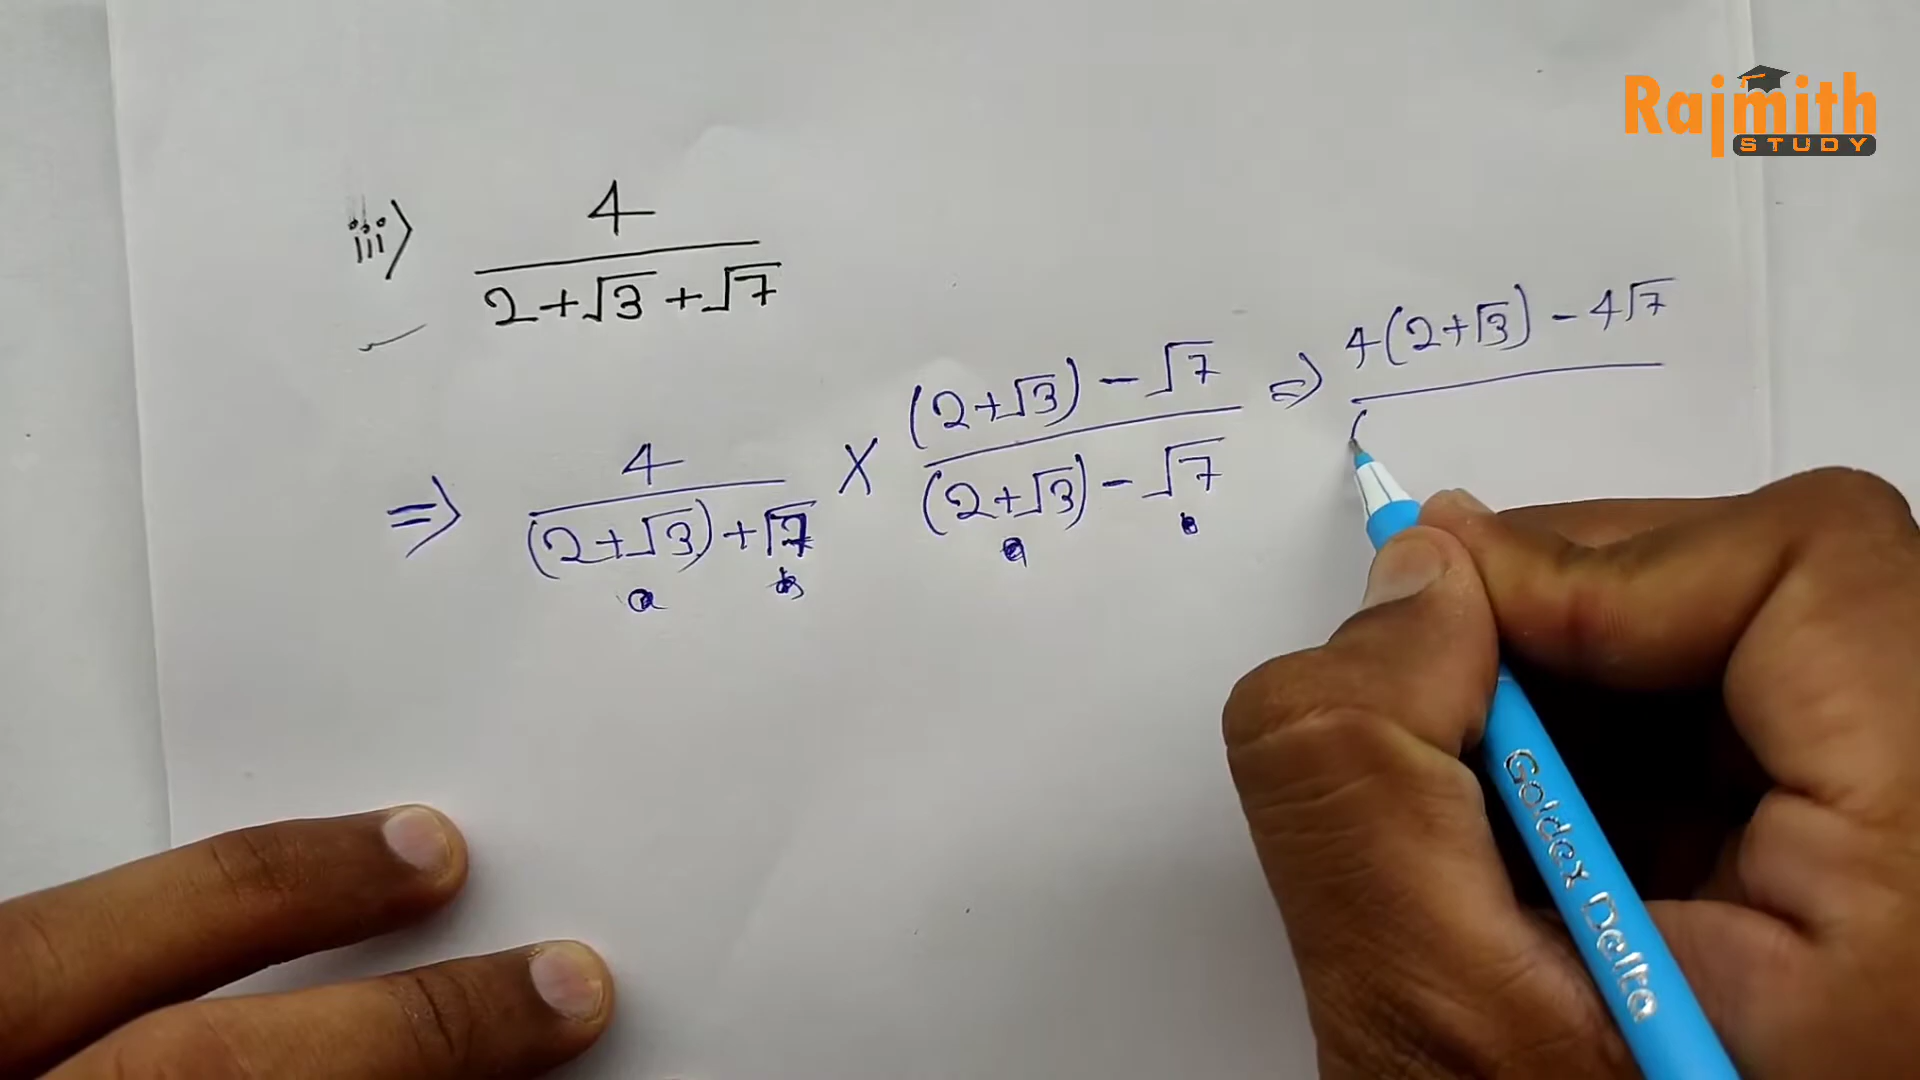 Rajmith
STUDY
iii) 4/(2+√3+√7)
⇒ 4/((2+√3)+√7) × ((2+√3)-√7)/((2+√3)-√7) ⇒ (4(2+√3)-4√7)/(
a b a b
Goldex Delta